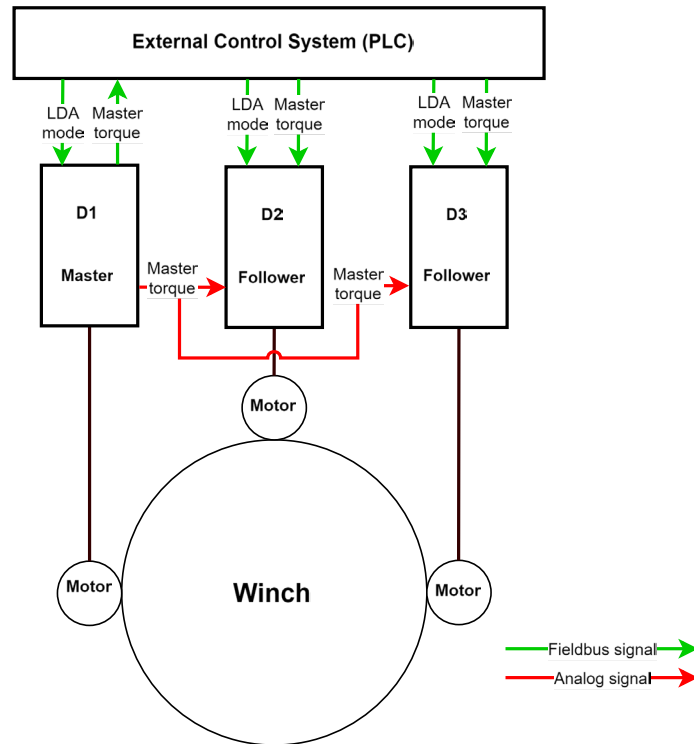 External Control System (PLC)
LDA
mode
Master
torque
LDA
mode
Master
torque
LDA
mode
Master
torque
D1
Master
D2
Follower
D3
Follower
Master
torque
Master
torque
Motor
Motor
Motor
Winch
Fieldbus signal
Analog signal